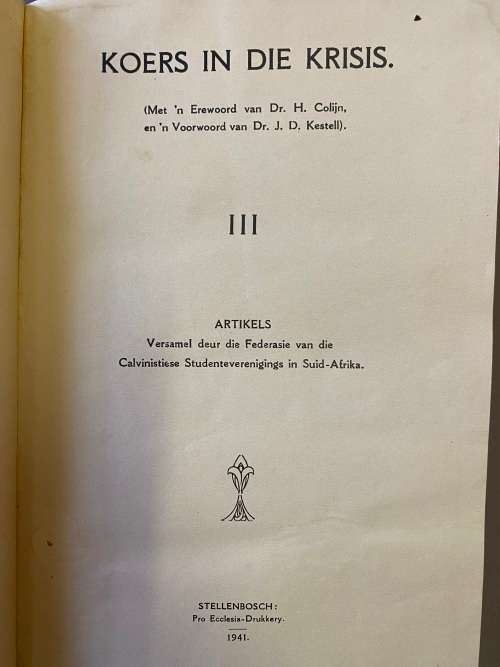 KOERS IN DIE KRISIS.
(Met 'n Erewoord van Dr. H. Colijn,
en 'n Voorwoord van Dr. J. D. Kestell).
III
ARTIKELS
Versamel deur die Federasie van die
Calvinistiese Studenteverenigings in Suid-Afrika.
STELLENBOSCH:
Pro Ecclesia-Drukkery.
1941.